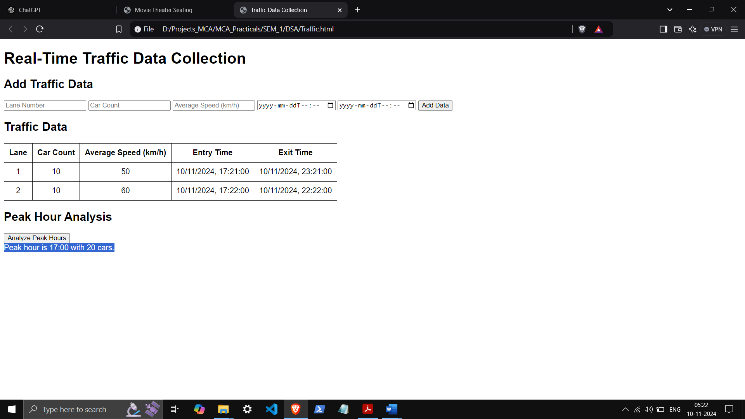 ChatGPT
Movie Theater Seating
Traffic Data Collection
File D:/Projects_MCA/MCA_Practicals/SEM_1/DSA/Traffic.html
VPN
Real-Time Traffic Data Collection
Add Traffic Data
Lane Number Car Count Average Speed (km/h) yyyy-mm-ddT--:-- yyyy-mm-ddT--:-- Add Data
Traffic Data
Lane Car Count Average Speed (km/h) Entry Time Exit Time
1 10 50 10/11/2024, 17:21:00 10/11/2024, 23:21:00
2 10 60 10/11/2024, 17:22:00 10/11/2024, 22:22:00
Peak Hour Analysis
Analyze Peak Hours
Peak hour is 17:00 with 20 cars.
Type here to search
ENG
10-11-2024